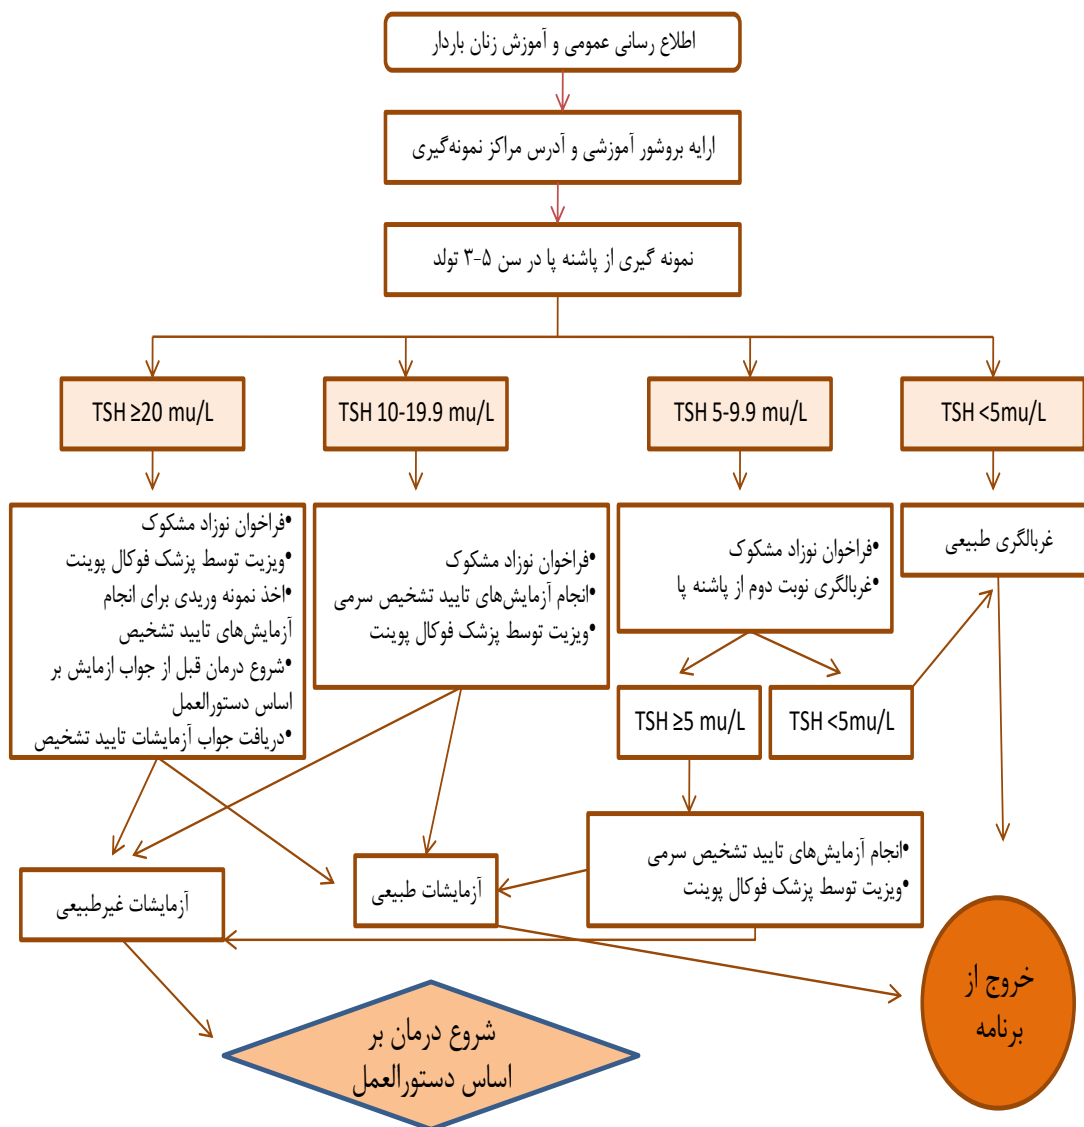 اطلاع رسانی عمومی و آموزش زنان باردار
ارایه بروشور آموزشی و آدرس مراکز نمونه‌گیری
نمونه گیری از پاشنه پا در سن ۵-۳ تولد
TSH <5mu/L
TSH 5-9.9 mu/L
TSH 10-19.9 mu/L
TSH ≥20 mu/L
غربالگری طبیعی
•فراخوان نوزاد مشکوک
•غربالگری نوبت دوم از پاشنه پا
•فراخوان نوزاد مشکوک
•انجام آزمایش‌های تایید تشخیص سرمی
•ویزیت توسط پزشک فوکال پوینت
•فراخوان نوزاد مشکوک
•ویزیت توسط پزشک فوکال پوینت
•اخذ نمونه وریدی برای انجام
آزمایش‌های تایید تشخیص
•شروع درمان قبل از جواب ازمایش بر
اساس دستورالعمل
•دریافت جواب آزمایشات تایید تشخیص
TSH <5mu/L
TSH ≥5 mu/L
•انجام آزمایش‌های تایید تشخیص سرمی
•ویزیت توسط پزشک فوکال پوینت
آزمایشات طبیعی
آزمایشات غیرطبیعی
خروج از
برنامه
شروع درمان بر
اساس دستورالعمل